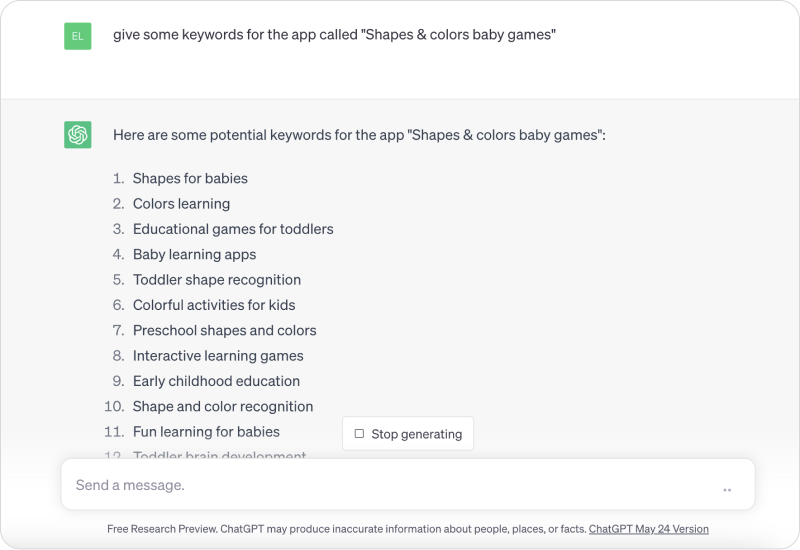 EL
give some keywords for the app called "Shapes & colors baby games"
Here are some potential keywords for the app "Shapes & colors baby games":
1. Shapes for babies
2. Colors learning
3. Educational games for toddlers
4. Baby learning apps
5. Toddler shape recognition
6. Colorful activities for kids
7. Preschool shapes and colors
8. Interactive learning games
9. Early childhood education
10. Shape and color recognition
11. Fun learning for babies
Stop generating
12. Toddler brain development
Send a message.
Free Research Preview. ChatGPT may produce inaccurate information about people, places, or facts. ChatGPT May 24 Version